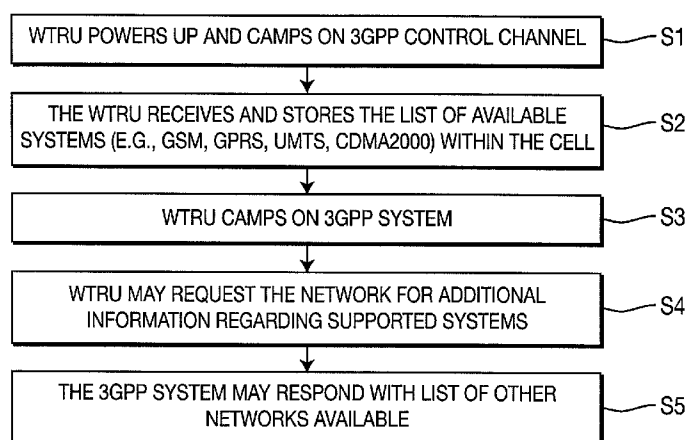 WTRU POWERS UP AND CAMPS ON 3GPP CONTROL CHANNEL
S1
THE WTRU RECEIVES AND STORES THE LIST OF AVAILABLE
SYSTEMS (E.G., GSM, GPRS, UMTS, CDMA2000) WITHIN THE CELL
S2
WTRU CAMPS ON 3GPP SYSTEM
S3
WTRU MAY REQUEST THE NETWORK FOR ADDITIONAL
INFORMATION REGARDING SUPPORTED SYSTEMS
S4
THE 3GPP SYSTEM MAY RESPOND WITH LIST OF OTHER
NETWORKS AVAILABLE
S5